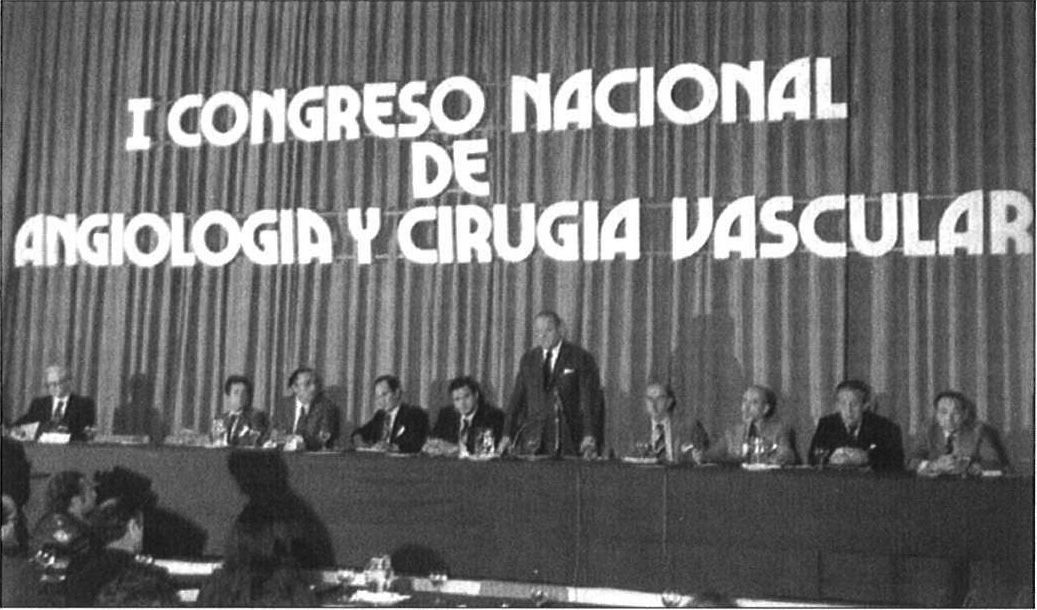 I CONGRESO NACIONAL
DE
ANGIOLOGIA Y CIRUGIA VASCULAR